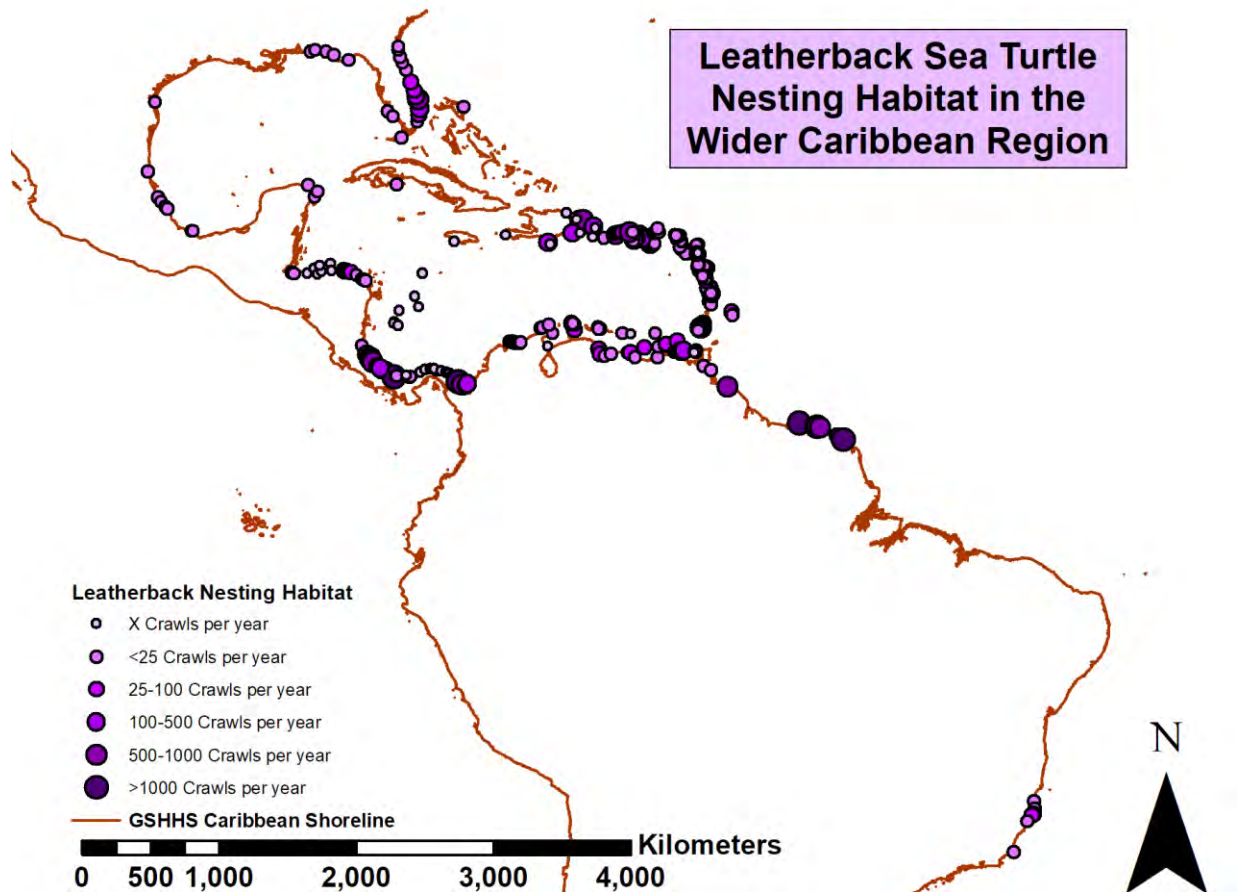 Leatherback Sea Turtle
Nesting Habitat in the
Wider Caribbean Region
Leatherback Nesting Habitat
X Crawls per year
<25 Crawls per year
25-100 Crawls per year
100-500 Crawls per year
500-1000 Crawls per year
>1000 Crawls per year
GSHHS Caribbean Shoreline
Kilometers
0 500 1,000 2,000 3,000 4,000
N